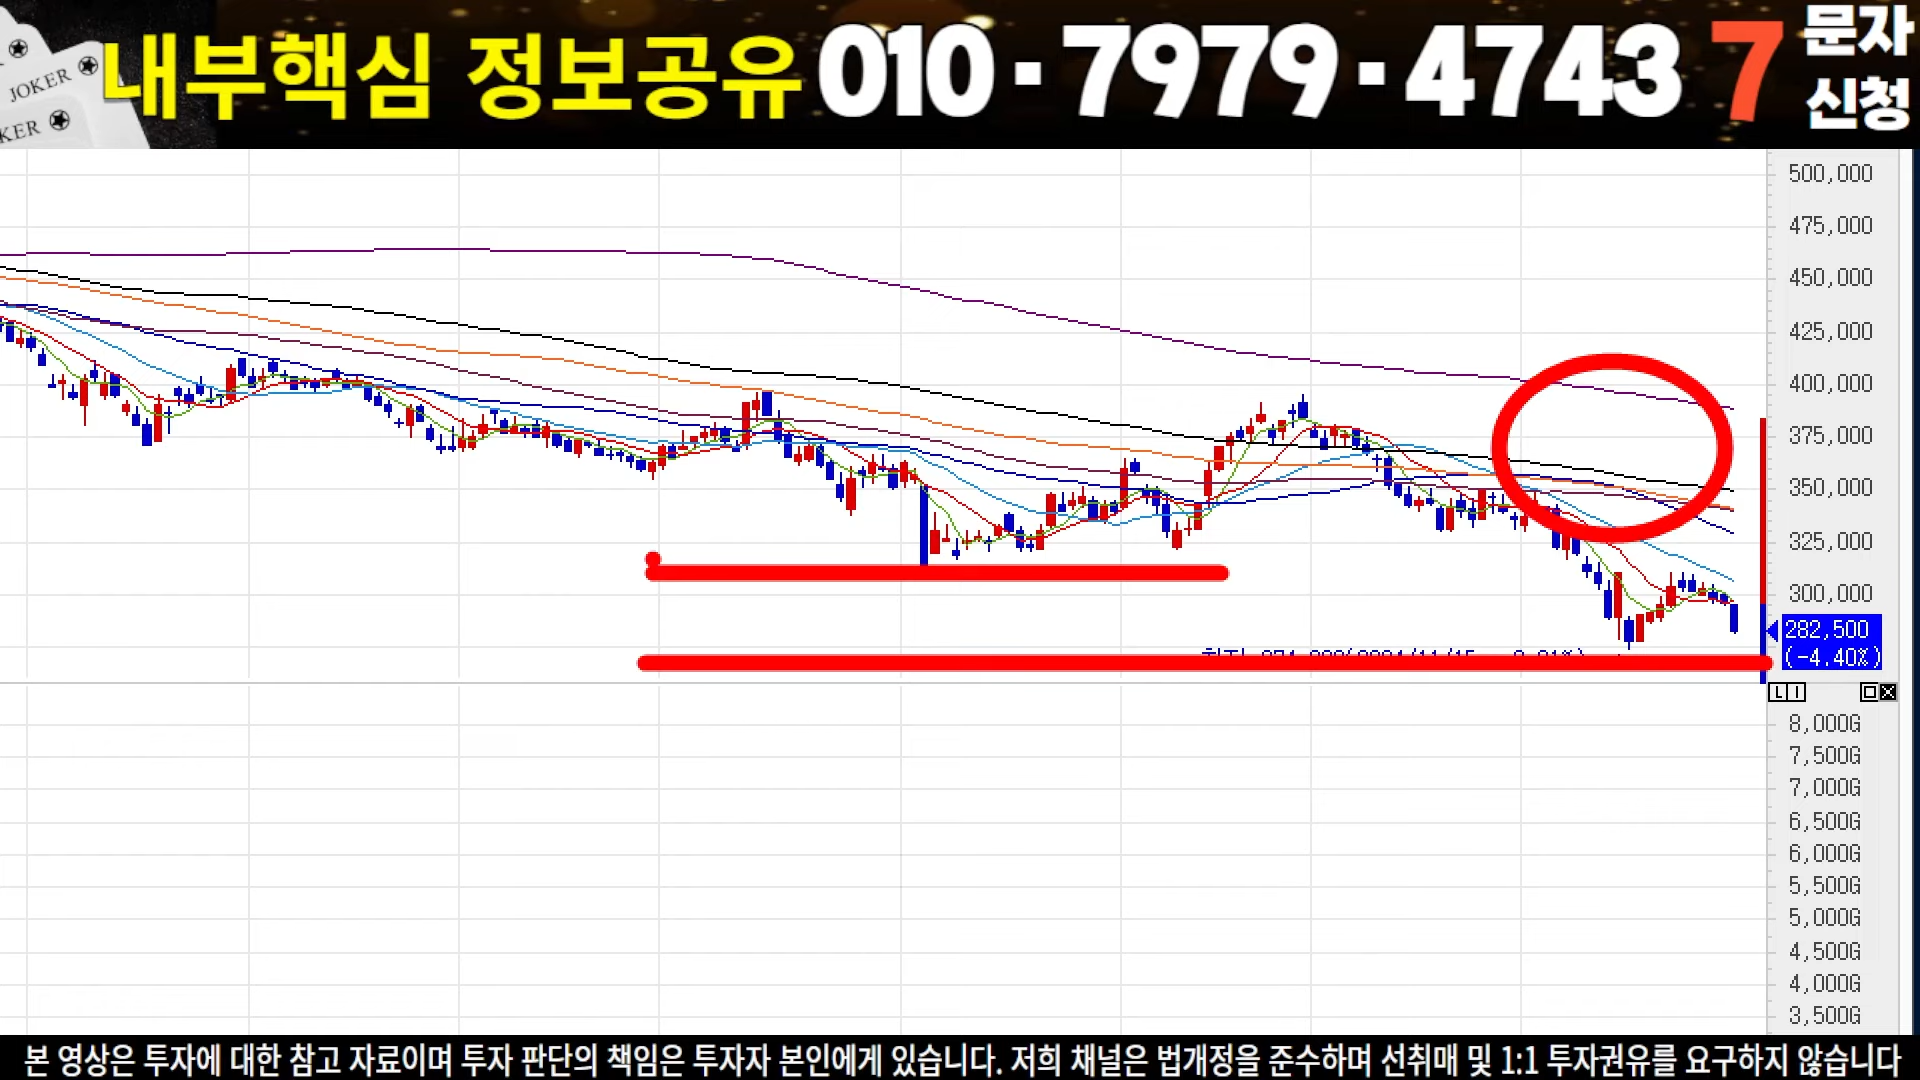 JOKER
KER
내부핵심 정보공유 010·7979·4743 7 문자
신청
500,000
475,000
450,000
425,000
400,000
375,000
350,000
325,000
300,000
282,500
(-4.40%)
8,000G
7,500G
7,000G
6,500G
6,000G
5,500G
5,000G
4,500G
4,000G
3,500G
본 영상은 투자에 대한 참고 자료이며 투자 판단의 책임은 투자자 본인에게 있습니다. 저희 채널은 법개정을 준수하며 선취매 및 1:1 투자권유를 요구하지 않습니다